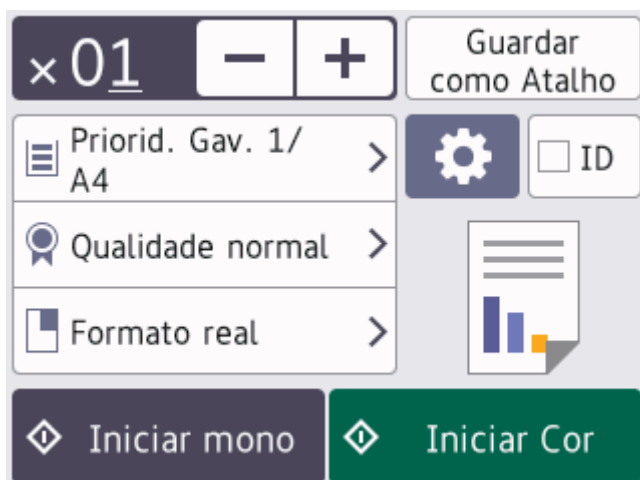 ×01 − +
Guardar
como Atalho
Priorid. Gav. 1/
A4
ID
Qualidade normal
Formato real
Iniciar mono
Iniciar Cor